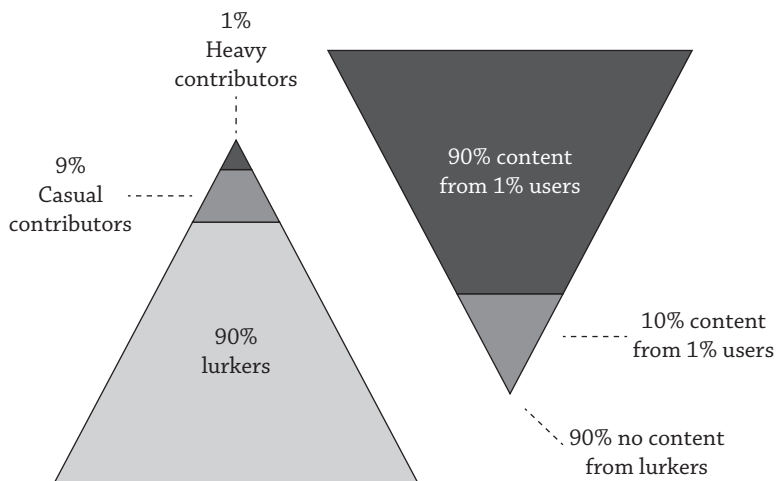 1%
Heavy
contributors
9%
Casual
contributors
90%
lurkers
90% content
from 1% users
10% content
from 1% users
90% no content
from lurkers